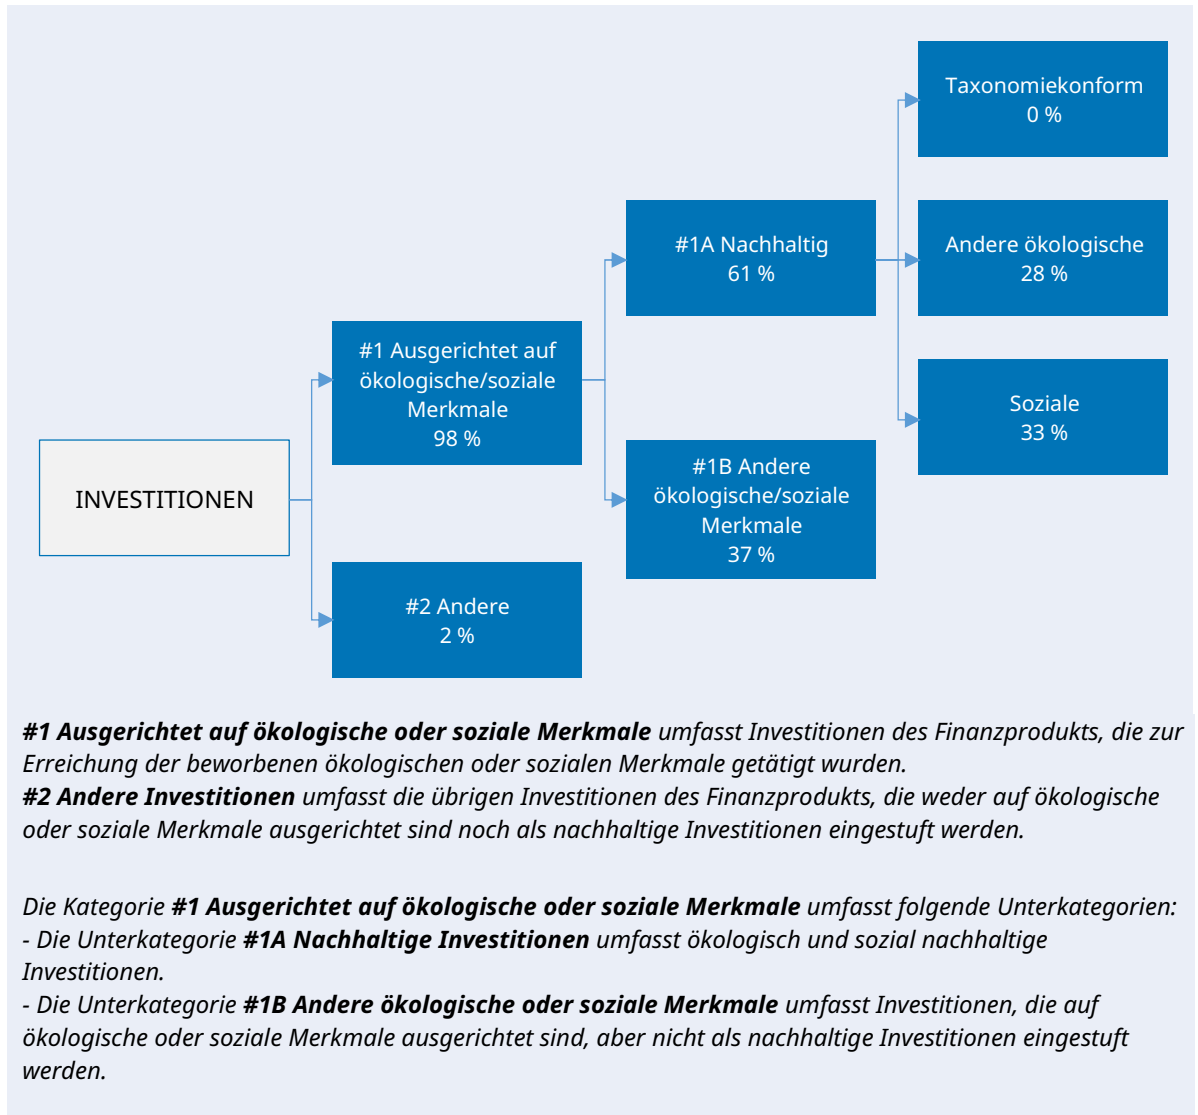 Taxonomiekonform
0 %
#1A Nachhaltig
61 %
Andere ökologische
28 %
#1 Ausgerichtet auf
ökologische/soziale
Merkmale
98 %
Soziale
33 %
INVESTITIONEN
#1B Andere
ökologische/soziale
Merkmale
37 %
#2 Andere
2 %
#1 Ausgerichtet auf ökologische oder soziale Merkmale umfasst Investitionen des Finanzprodukts, die zur
Erreichung der beworbenen ökologischen oder sozialen Merkmale getätigt wurden.
#2 Andere Investitionen umfasst die übrigen Investitionen des Finanzprodukts, die weder auf ökologische
oder soziale Merkmale ausgerichtet sind noch als nachhaltige Investitionen eingestuft werden.
Die Kategorie #1 Ausgerichtet auf ökologische oder soziale Merkmale umfasst folgende Unterkategorien:
- Die Unterkategorie #1A Nachhaltige Investitionen umfasst ökologisch und sozial nachhaltige
Investitionen.
- Die Unterkategorie #1B Andere ökologische oder soziale Merkmale umfasst Investitionen, die auf
ökologische oder soziale Merkmale ausgerichtet sind, aber nicht als nachhaltige Investitionen eingestuft
werden.